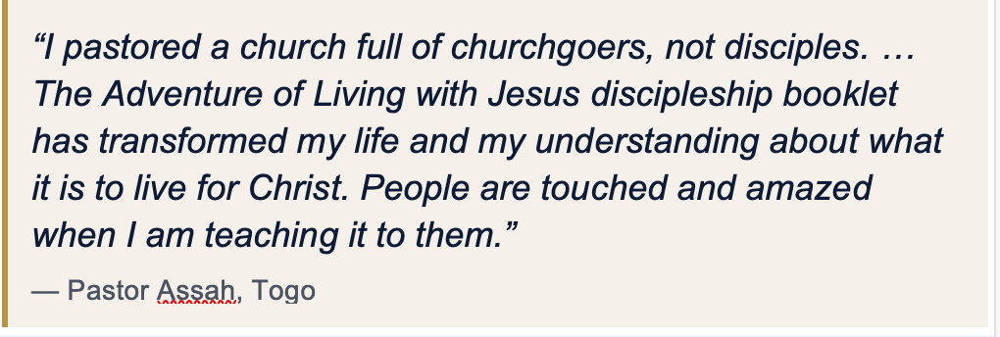 “I pastored a church full of churchgoers, not disciples. …
The Adventure of Living with Jesus discipleship booklet
has transformed my life and my understanding about what
it is to live for Christ. People are touched and amazed
when I am teaching it to them.”
— Pastor Assah, Togo